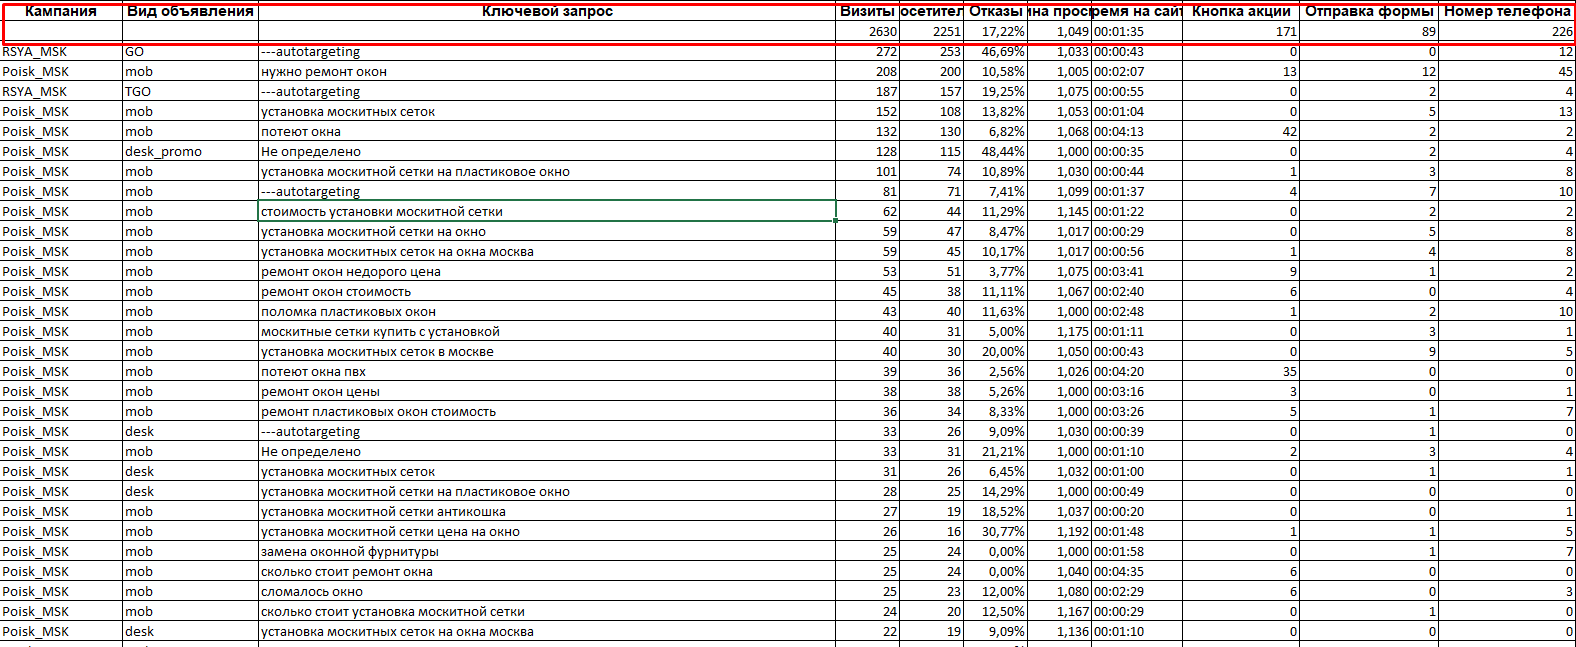 Кампания Вид объявления Ключевой запрос Визиты осетител Отказы ина прос ремя на сайт Кнопка акции Отправка формы Номер телефона
2630 2251 17,22% 1,049 00:01:35 171 89 226
RSYA_MSK GO ---autotargeting 272 253 46,69% 1,033 00:00:43 0 0 12
Poisk_MSK mob нужно ремонт окон 208 200 10,58% 1,005 00:02:07 13 12 45
RSYA_MSK TGO ---autotargeting 187 157 19,25% 1,075 00:00:55 0 2 4
Poisk_MSK mob установка москитных сеток 152 108 13,82% 1,053 00:01:04 0 5 13
Poisk_MSK mob потеют окна 132 130 6,82% 1,068 00:04:13 42 2 2
Poisk_MSK desk_promo Не определено 128 115 48,44% 1,000 00:00:35 0 2 4
Poisk_MSK mob установка москитной сетки на пластиковое окно 101 74 10,89% 1,030 00:00:44 1 3 8
Poisk_MSK mob ---autotargeting 81 71 7,41% 1,099 00:01:37 4 7 10
Poisk_MSK mob стоимость установки москитной сетки 62 44 11,29% 1,145 00:01:22 0 2 2
Poisk_MSK mob установка москитной сетки на окно 59 47 8,47% 1,017 00:00:29 0 5 8
Poisk_MSK mob установка москитных сеток на окна москва 59 45 10,17% 1,017 00:00:56 1 4 8
Poisk_MSK mob ремонт окон недорого цена 53 51 3,77% 1,075 00:03:41 9 1 2
Poisk_MSK mob ремонт окон стоимость 45 38 11,11% 1,067 00:02:40 6 0 4
Poisk_MSK mob поломка пластиковых окон 43 40 11,63% 1,000 00:02:48 1 2 10
Poisk_MSK mob москитные сетки купить с установкой 40 31 5,00% 1,175 00:01:11 0 3 1
Poisk_MSK mob установка москитных сеток в москве 40 30 20,00% 1,050 00:00:43 0 9 5
Poisk_MSK mob потеют окна пвх 39 36 2,56% 1,026 00:04:20 35 0 0
Poisk_MSK mob ремонт окон цены 38 38 5,26% 1,000 00:03:16 3 0 1
Poisk_MSK mob ремонт пластиковых окон стоимость 36 34 8,33% 1,000 00:03:26 5 1 7
Poisk_MSK desk ---autotargeting 33 26 9,09% 1,030 00:00:39 0 1 0
Poisk_MSK mob Не определено 33 31 21,21% 1,000 00:01:10 2 3 4
Poisk_MSK desk установка москитных сеток 31 26 6,45% 1,032 00:01:00 0 1 1
Poisk_MSK desk установка москитной сетки на пластиковое окно 28 25 14,29% 1,000 00:00:49 0 0 0
Poisk_MSK mob установка москитной сетки антикошка 27 19 18,52% 1,037 00:00:20 0 0 1
Poisk_MSK mob установка москитной сетки цена на окно 26 16 30,77% 1,192 00:01:48 1 1 5
Poisk_MSK mob замена оконной фурнитуры 25 24 0,00% 1,000 00:01:58 0 1 7
Poisk_MSK mob сколько стоит ремонт окна 25 24 0,00% 1,040 00:04:35 6 0 0
Poisk_MSK mob сломалось окно 25 23 12,00% 1,080 00:02:29 6 0 3
Poisk_MSK mob сколько стоит установка москитной сетки 24 20 12,50% 1,167 00:00:29 0 1 0
Poisk_MSK desk установка москитных сеток на окна москва 22 19 9,09% 1,136 00:01:10 0 0 0